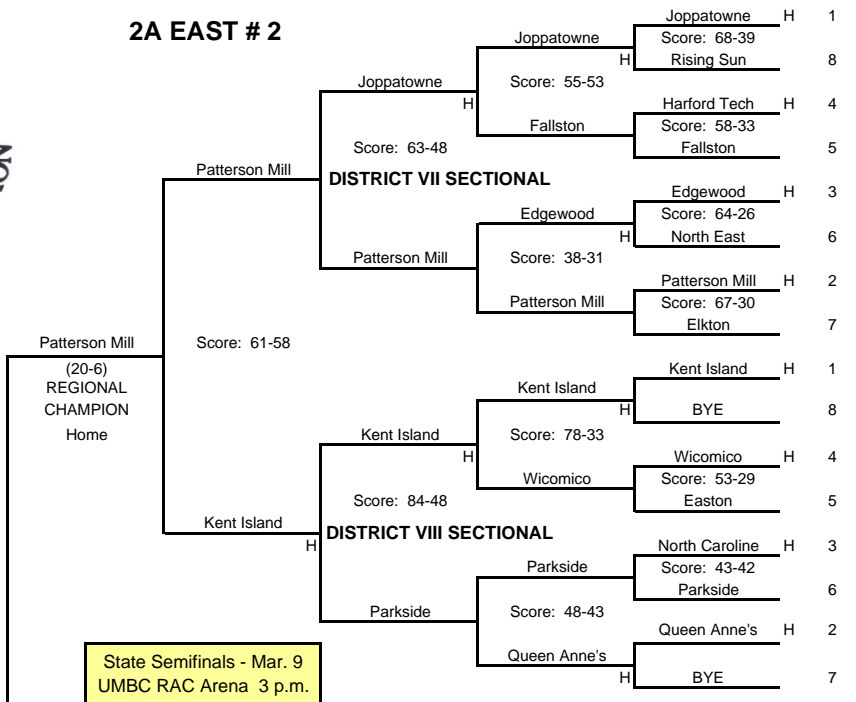 2A EAST # 2
Joppatowne H 1
Joppatowne Score: 68-39
H Rising Sun 8
Joppatowne Score: 55-53
H Harford Tech H 4
Fallston Score: 58-33
Score: 63-48 Fallston 5
Patterson Mill DISTRICT VII SECTIONAL
Edgewood H 3
Edgewood Score: 64-26
H North East 6
Patterson Mill Score: 38-31
Patterson Mill H 2
Patterson Mill Score: 67-30
Elkton 7
Patterson Mill Score: 61-58
(20-6) Kent Island H 1
REGIONAL Kent Island
CHAMPION H BYE 8
Home Kent Island Score: 78-33
H Wicomico H 4
Wicomico Score: 53-29
Score: 84-48 Easton 5
Kent Island DISTRICT VIII SECTIONAL
H North Caroline H 3
Parkside Score: 43-42
Parkside 6
Parkside Score: 48-43
Queen Anne's H 2
Queen Anne's
H BYE 7
State Semifinals - Mar. 9
UMBC RAC Arena 3 p.m.